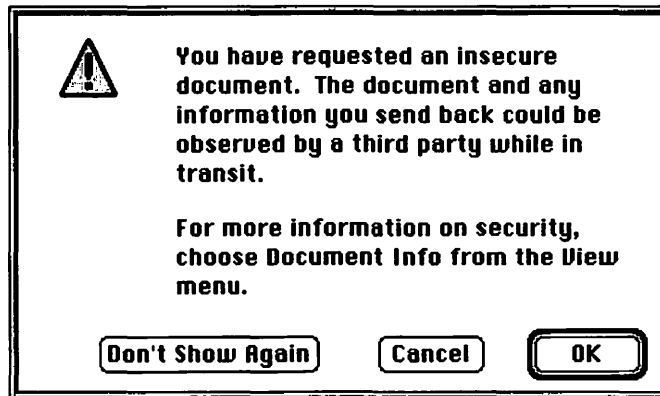 You have requested an insecure
document. The document and any
information you send back could be
observed by a third party while in
transit.
For more information on security,
choose Document Info from the View
menu.
Don't Show Again Cancel OK